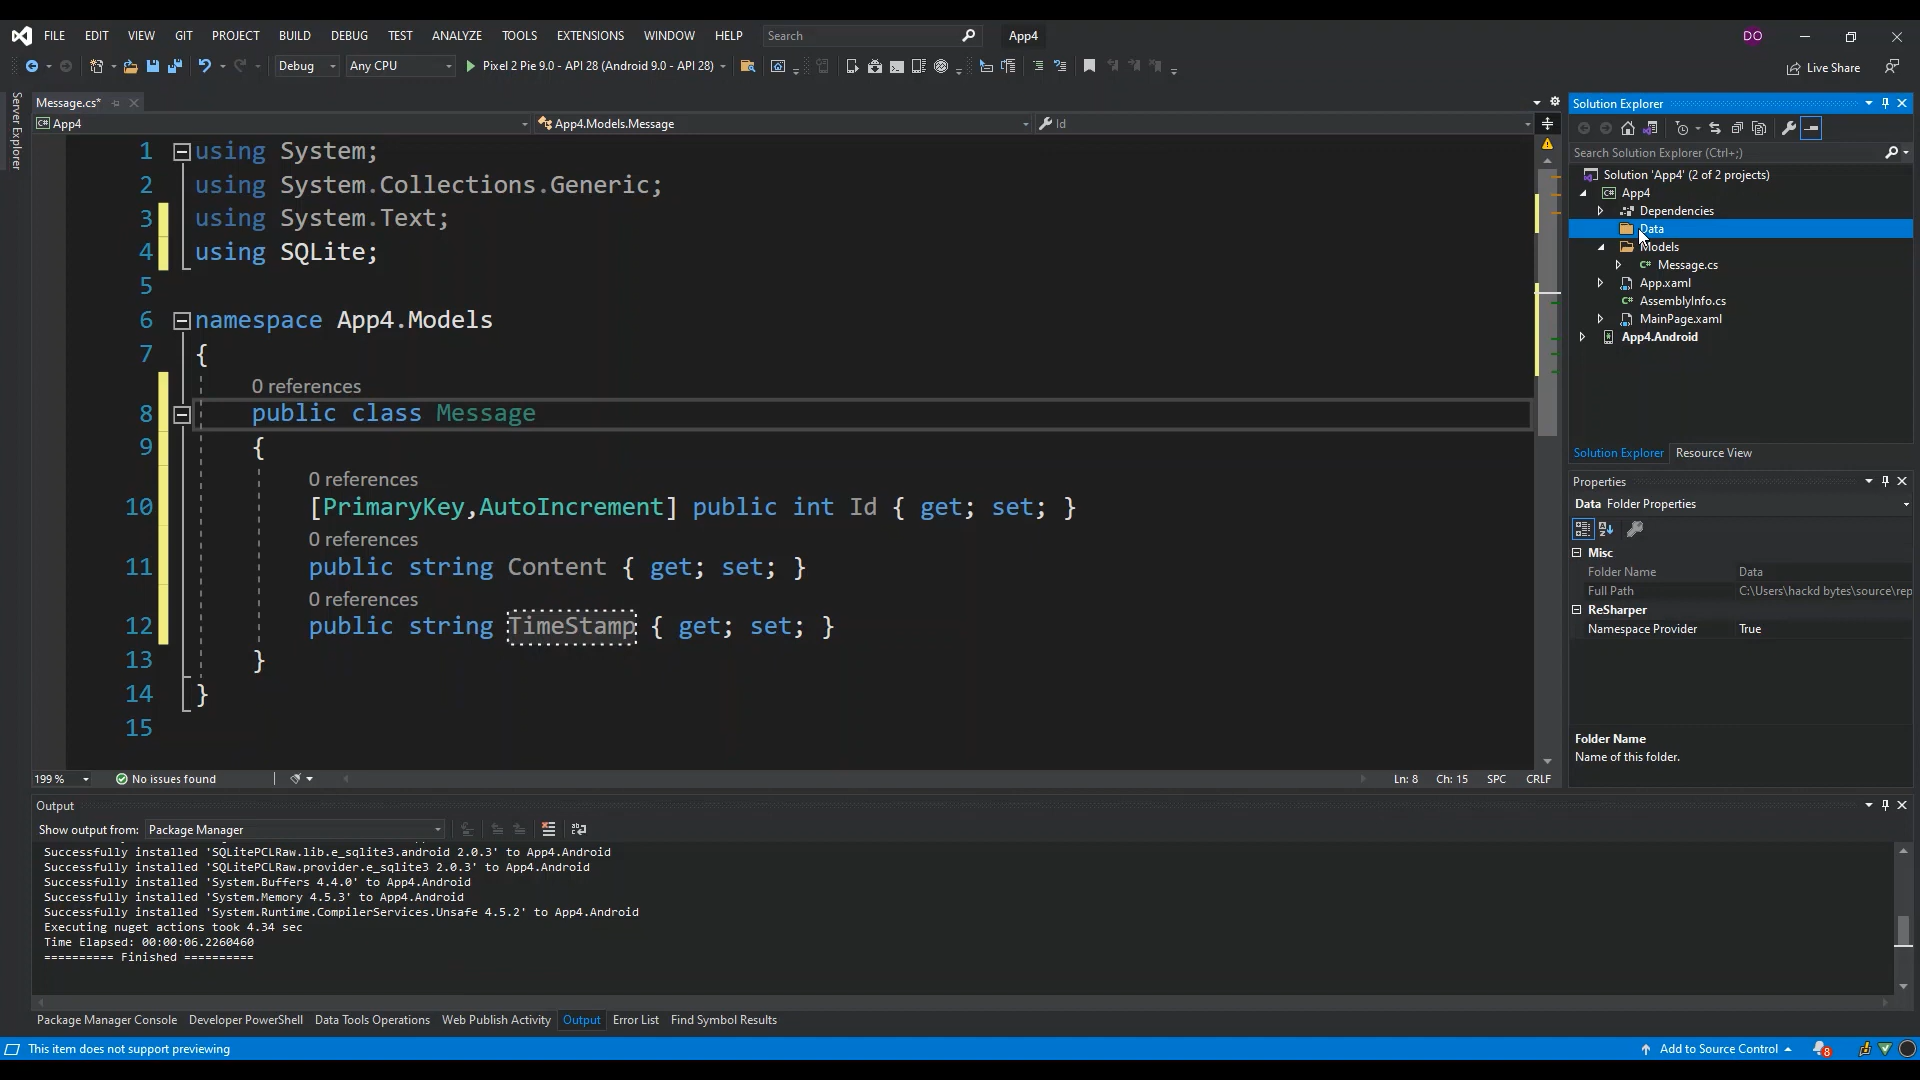 FILE EDIT VIEW GIT PROJECT BUILD DEBUG TEST ANALYZE TOOLS EXTENSIONS WINDOW HELP Search App4 DO
Debug Any CPU Pixel 2 Pie 9.0 - API 28 (Android 9.0 - API 28) Live Share
Server Explorer
Message.cs*
App4 App4.Models.Message Id
1 using System;
2 using System.Collections.Generic;
3 using System.Text;
4 using SQLite;
5
6 namespace App4.Models
7 {
0 references
8 public class Message
9 {
0 references
10 [PrimaryKey,AutoIncrement] public int Id { get; set; }
0 references
11 public string Content { get; set; }
0 references
12 public string TimeStamp { get; set; }
13 }
14 }
15
199 % No issues found Ln: 8 Ch: 15 SPC CRLF
Solution Explorer
Search Solution Explorer (Ctrl+;)
Solution 'App4' (2 of 2 projects)
App4
Dependencies
Data
Models
Message.cs
App.xaml
AssemblyInfo.cs
MainPage.xaml
App4.Android
Solution Explorer Resource View
Properties
Data Folder Properties
Misc
Folder Name Data
Full Path C:\Users\hackd bytes\source\rep
ReSharper
Namespace Provider True
Folder Name
Name of this folder.
Output
Show output from: Package Manager
Successfully installed 'SQLitePCLRaw.lib.e_sqlite3.android 2.0.3' to App4.Android
Successfully installed 'SQLitePCLRaw.provider.e_sqlite3 2.0.3' to App4.Android
Successfully installed 'System.Buffers 4.4.0' to App4.Android
Successfully installed 'System.Memory 4.5.3' to App4.Android
Successfully installed 'System.Runtime.CompilerServices.Unsafe 4.5.2' to App4.Android
Executing nuget actions took 4.34 sec
Time Elapsed: 00:00:06.2260460
========== Finished ==========
Package Manager Console Developer PowerShell Data Tools Operations Web Publish Activity Output Error List Find Symbol Results
This item does not support previewing Add to Source Control 8